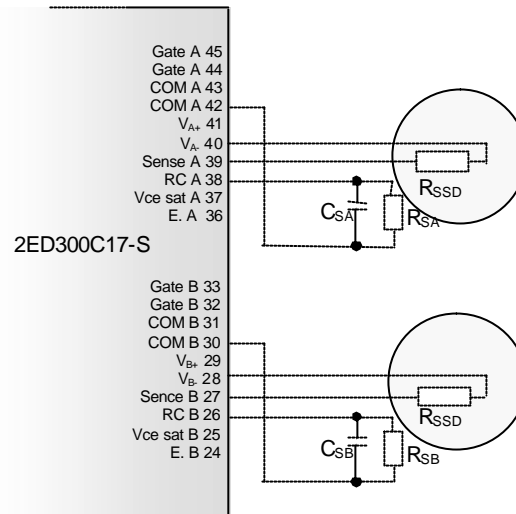 Gate A 45
Gate A 44
COM A 43
COM A 42
VA+ 41
VA- 40
Sense A 39
RC A 38
Vce sat A 37
E. A 36
RSSD
CSA
RSA
2ED300C17-S
Gate B 33
Gate B 32
COM B 31
COM B 30
VB+ 29
VB- 28
Sence B 27
RC B 26
Vce sat B 25
E. B 24
RSSD
CSB
RSB